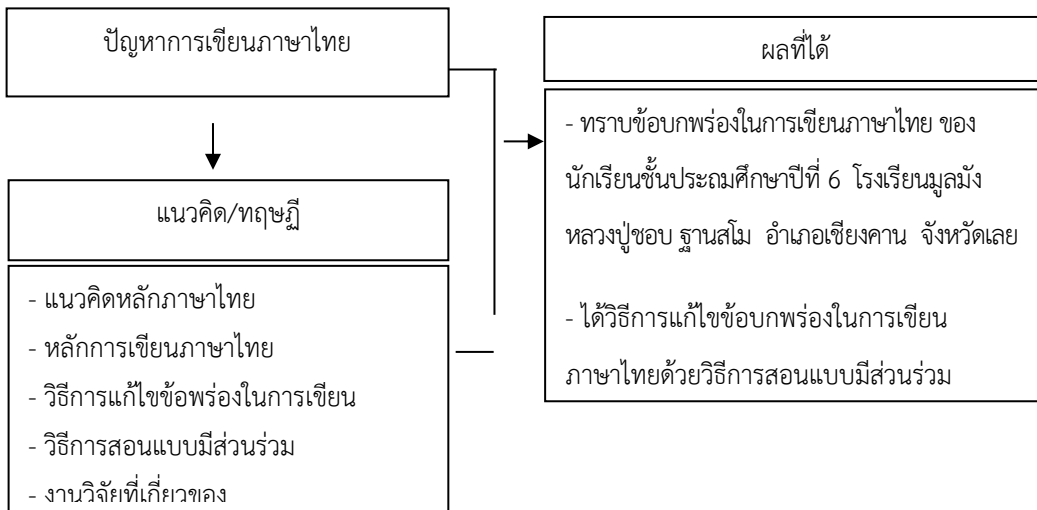 ปัญหาการเขียนภาษาไทย
แนวคิด/ทฤษฎี
- แนวคิดหลักภาษาไทย
- หลักการเขียนภาษาไทย
- วิธีการแก้ไขข้อพร่องในการเขียน
- วิธีการสอนแบบมีส่วนร่วม
- งานวิจัยที่เกี่ยวของ
ผลที่ได้
- ทราบข้อบกพร่องในการเขียนภาษาไทย ของ
นักเรียนชั้นประถมศึกษาปีที่ 6 โรงเรียนมูลมัง
หลวงปู่ชอบ ฐานสโม อำเภอเชียงคาน จังหวัดเลย
- ได้วิธีการแก้ไขข้อบกพร่องในการเขียน
ภาษาไทยด้วยวิธีการสอนแบบมีส่วนร่วม